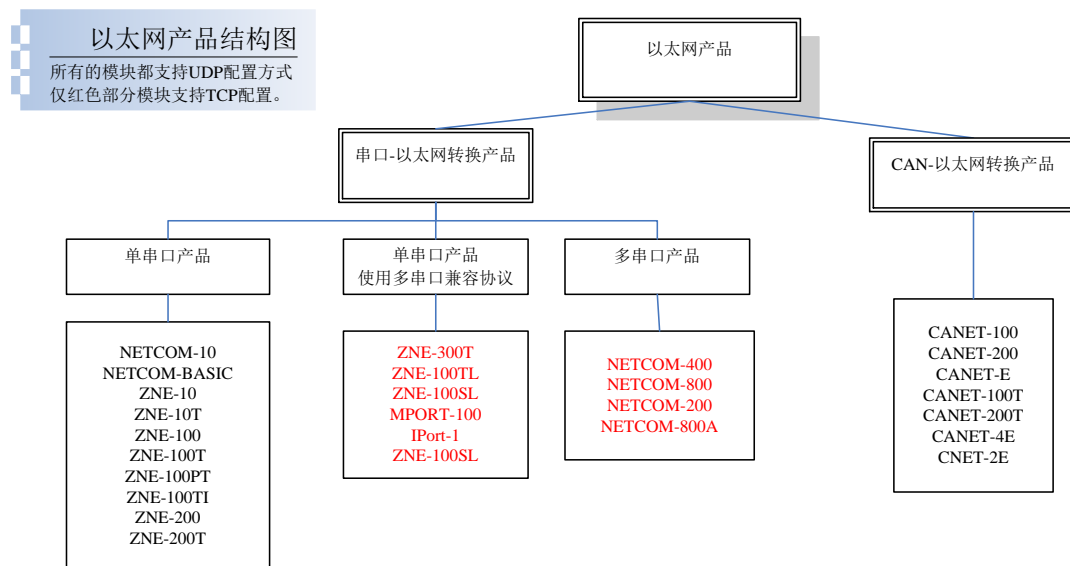 以太网产品结构图
所有的模块都支持UDP配置方式
仅红色部分模块支持TCP配置。
以太网产品
串口-以太网转换产品
CAN-以太网转换产品
单串口产品
单串口产品
使用多串口兼容协议
多串口产品
NETCOM-10
NETCOM-BASIC
ZNE-10
ZNE-10T
ZNE-100
ZNE-100T
ZNE-100PT
ZNE-100TI
ZNE-200
ZNE-200T
ZNE-300T
ZNE-100TL
ZNE-100SL
MPORT-100
IPort-1
ZNE-100SL
NETCOM-400
NETCOM-800
NETCOM-200
NETCOM-800A
CANET-100
CANET-200
CANET-E
CANET-100T
CANET-200T
CANET-4E
CNET-2E